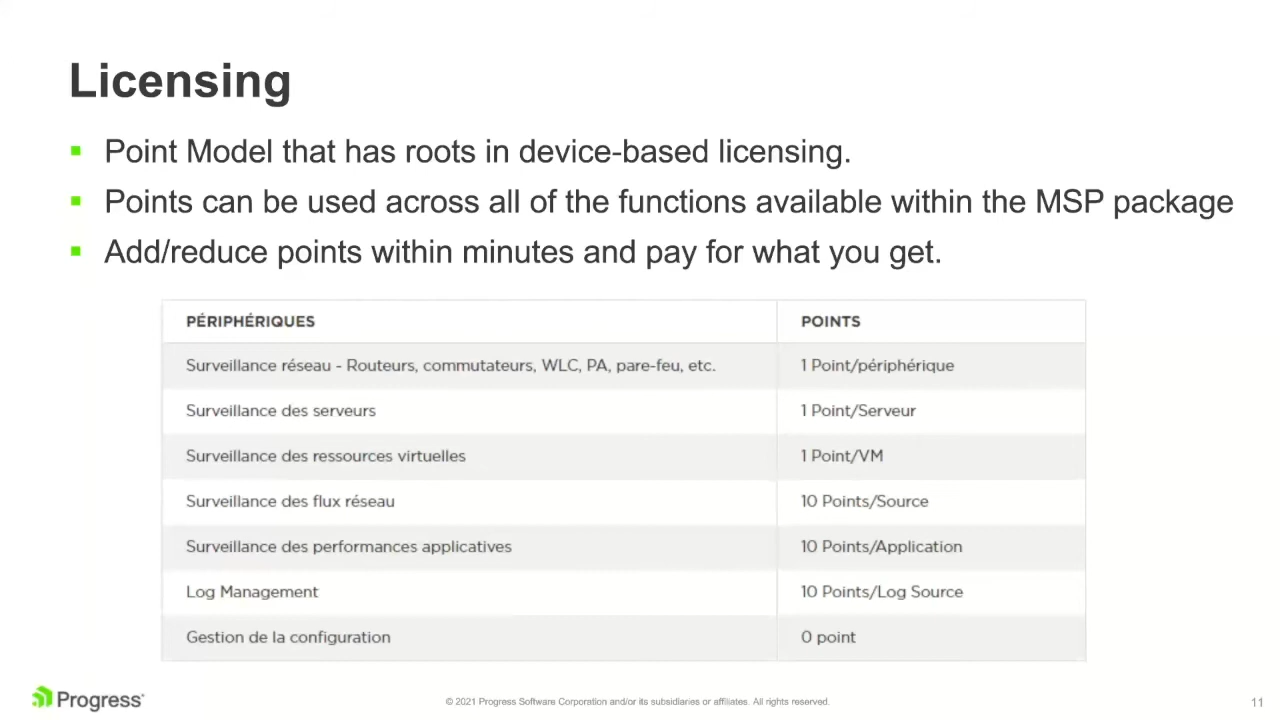 Licensing
Point Model that has roots in device-based licensing.
Points can be used across all of the functions available within the MSP package
Add/reduce points within minutes and pay for what you get.
PÉRIPHÉRIQUES POINTS
Surveillance réseau - Routeurs, commutateurs, WLC, PA, pare-feu, etc. 1 Point/périphérique
Surveillance des serveurs 1 Point/Serveur
Surveillance des ressources virtuelles 1 Point/VM
Surveillance des flux réseau 10 Points/Source
Surveillance des performances applicatives 10 Points/Application
Log Management 10 Points/Log Source
Gestion de la configuration 0 point
Progress © 2021 Progress Software Corporation and/or its subsidiaries or affiliates. All rights reserved. 11